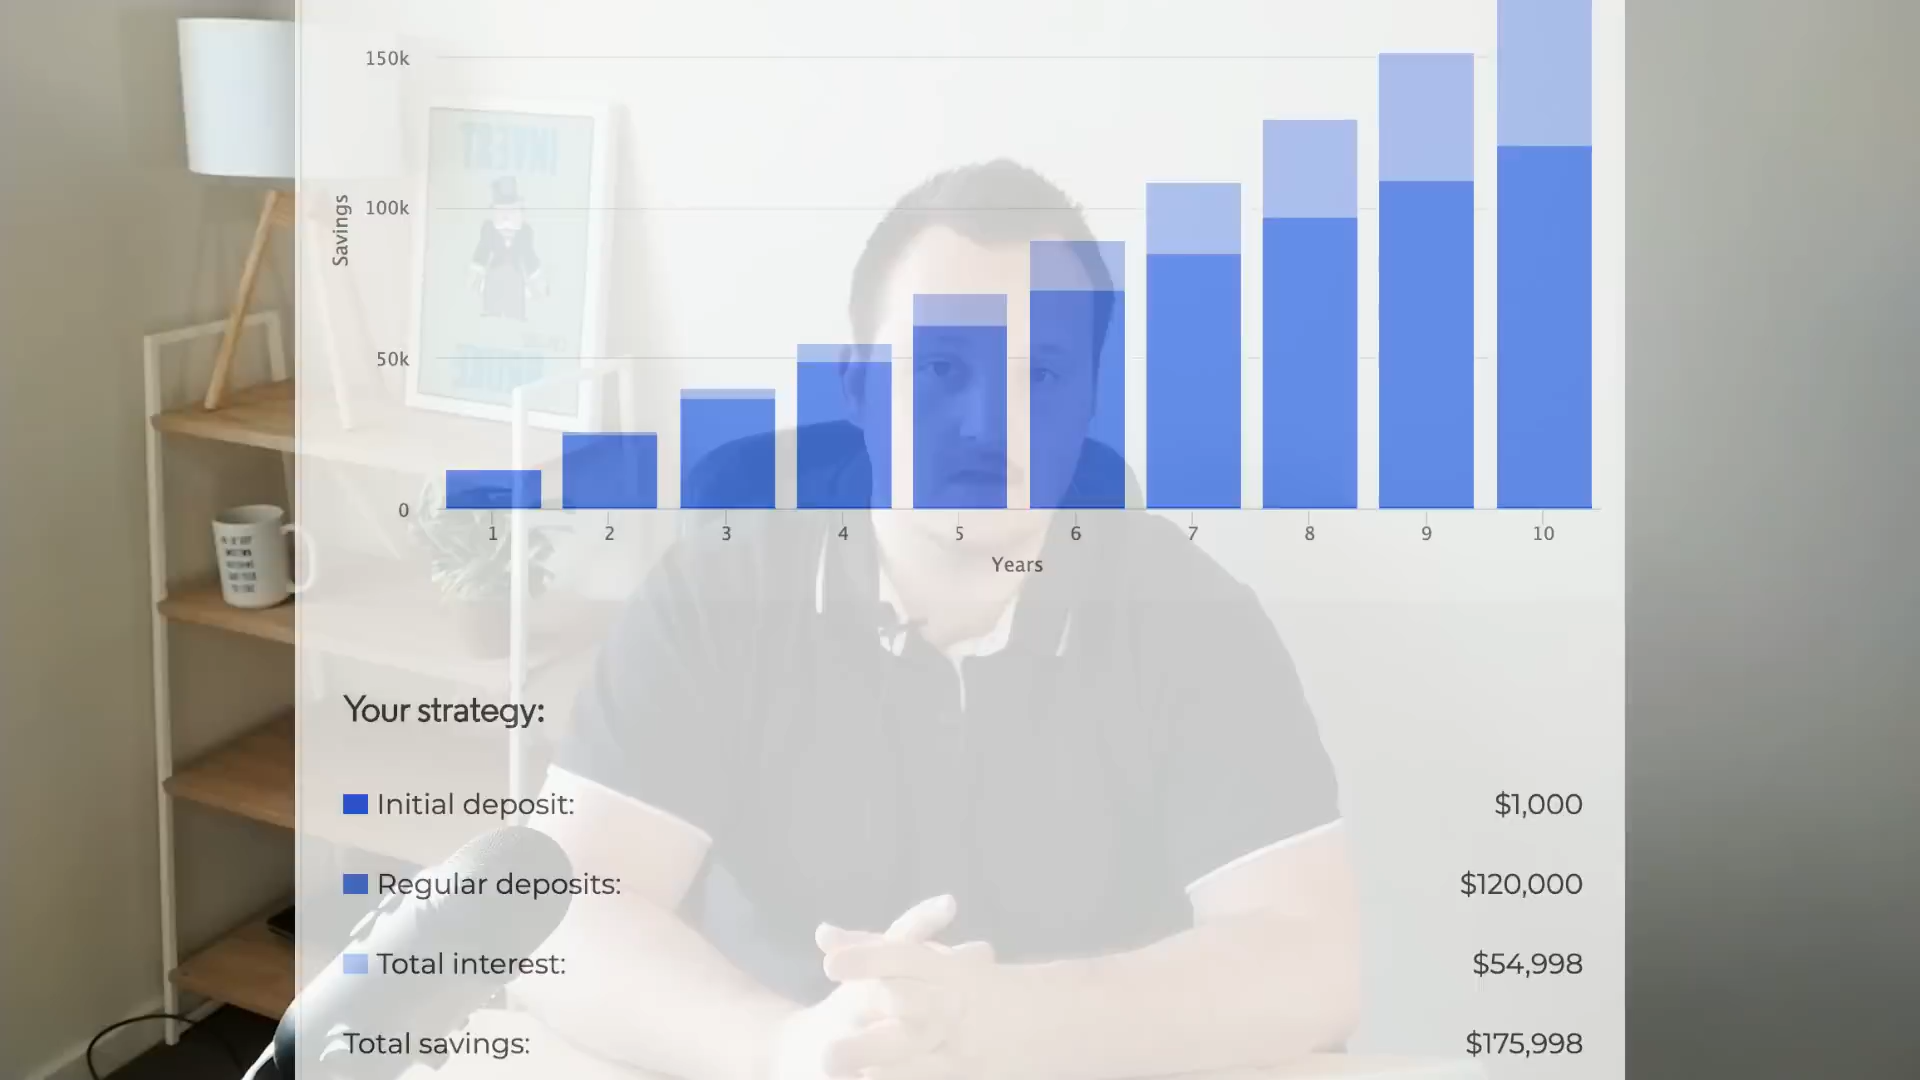 150k
100k
50k
0
Savings
1 2 3 4 5 6 7 8 9 10
Years
INVEST
Your strategy:
Initial deposit: $1,000
Regular deposits: $120,000
Total interest: $54,998
Total savings: $175,998